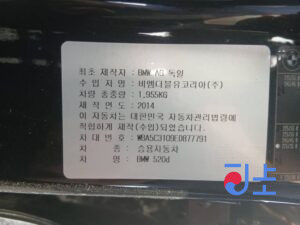 최초 제작자 : BMW AG 독일
수 입 자 명 : 비엠더블유코리아(주)
차량 총중량 : 1,955KG
제 작 연 도 : 2014
이 자동차는 대한민국 자동차관리법령에
적합하게 제작(수입)되었습니다.
차 대 번 호 : WBA5C3109ED877791
차 종 : 승용자동차
차 명 : BMW 520d